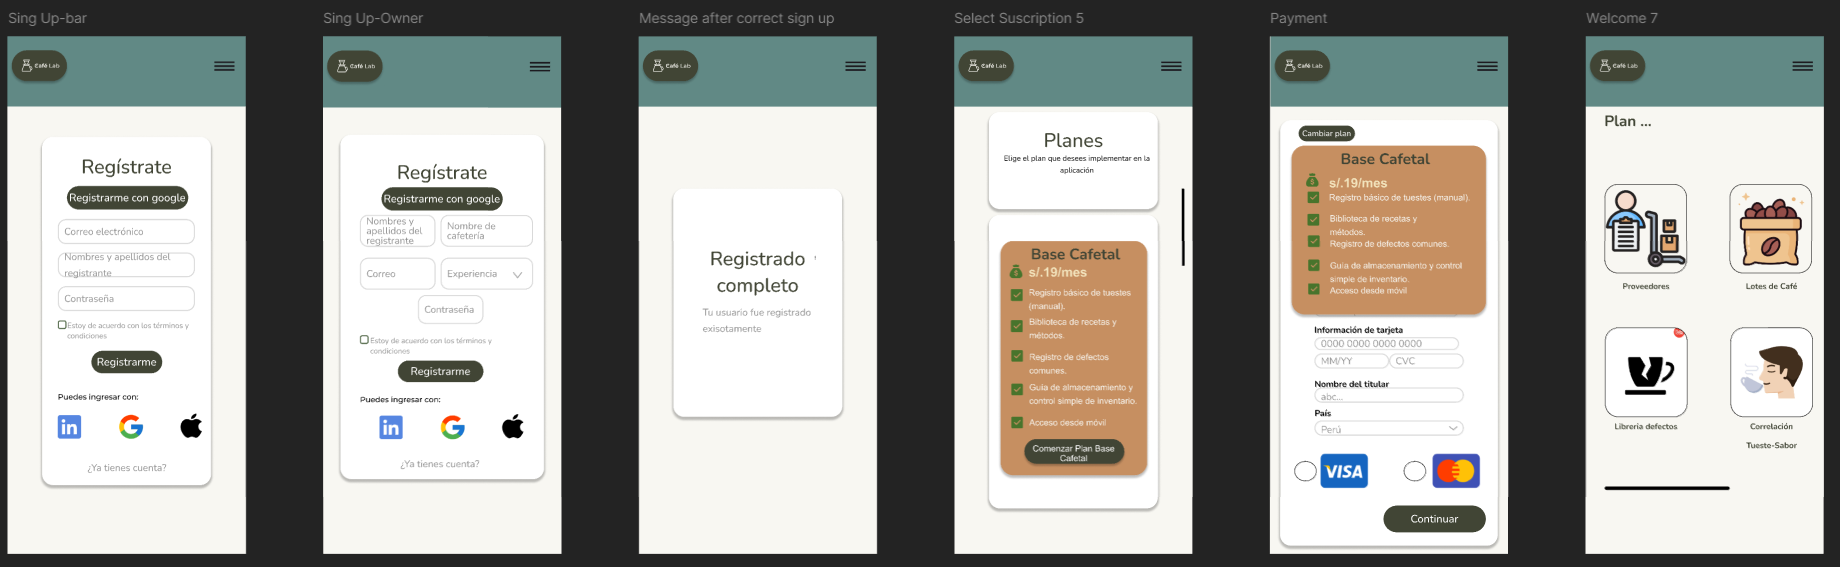 Sing Up-bar
Café Lab
Regístrate
Registrarme con google
Correo electrónico
Nombres y apellidos del
registrante
Contraseña
Estoy de acuerdo con los términos y
condiciones
Registrarme
Puedes ingresar con:
in
G
¿Ya tienes cuenta?
Sing Up-Owner
Café Lab
Regístrate
Registrarme con google
Nombres y
apellidos del
registrante
Nombre de
cafetería
Correo
Experiencia
Contraseña
Estoy de acuerdo con los términos y
condiciones
Registrarme
Puedes ingresar con:
in
G
¿Ya tienes cuenta?
Message after correct sign up
Café Lab
Registrado
completo
Tu usuario fue registrado
exisotamente
Select Suscription 5
Café Lab
Planes
Elige el plan que desees implementar en la
aplicación
Base Cafetal
s/.19/mes
Registro básico de tuestes
(manual).
Biblioteca de recetas y
métodos.
Registro de defectos
comunes.
Guía de almacenamiento y
control simple de inventario.
Acceso desde móvil
Comenzar Plan Base
Cafetal
Payment
Café Lab
Cambiar plan
Base Cafetal
s/.19/mes
Registro básico de tuestes (manual).
Biblioteca de recetas y
métodos.
Registro de defectos comunes.
Guía de almacenamiento y control
simple de inventario.
Acceso desde móvil
Información de tarjeta
0000 0000 0000 0000
MM/YY
CVC
Nombre del titular
abc...
País
Perú
VISA
Continuar
Welcome 7
Café Lab
Plan ...
Proveedores
Lotes de Café
Librería defectos
Correlación
Tueste-Sabor